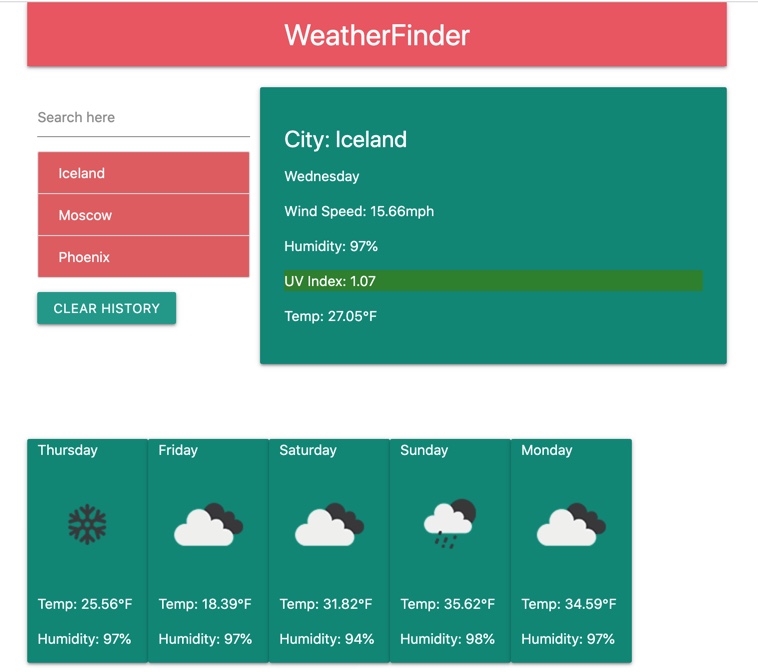 WeatherFinder
Search here
Iceland
Moscow
Phoenix
CLEAR HISTORY
City: Iceland
Wednesday
Wind Speed: 15.66mph
Humidity: 97%
UV Index: 1.07
Temp: 27.05°F
Thursday
Temp: 25.56°F
Humidity: 97%
Friday
Temp: 18.39°F
Humidity: 97%
Saturday
Temp: 31.82°F
Humidity: 94%
Sunday
Temp: 35.62°F
Humidity: 98%
Monday
Temp: 34.59°F
Humidity: 97%